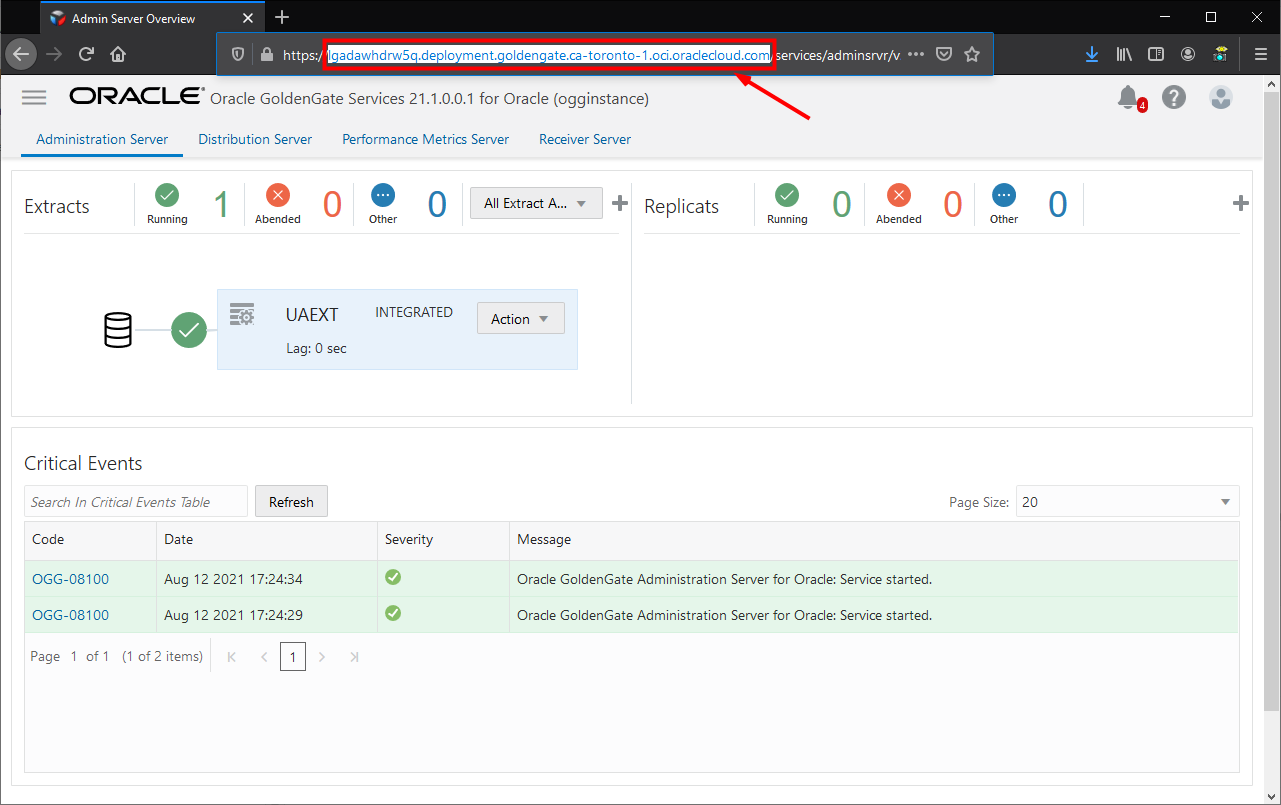 Admin Server Overview
https://lgadawhdrw5q.deployment.goldengate.ca-toronto-1.oci.oraclecloud.com/services/adminsrvr/v
ORACLE® Oracle GoldenGate Services 21.1.0.0.1 for Oracle (ogginstance)
4
Administration Server Distribution Server Performance Metrics Server Receiver Server
Extracts Running 1 Abended 0 Other 0 All Extract A...
Replicats Running 0 Abended 0 Other 0
UAEXT INTEGRATED Action
Lag: 0 sec
Critical Events
Search In Critical Events Table Refresh Page Size: 20
Code Date Severity Message
OGG-08100 Aug 12 2021 17:24:34 Oracle GoldenGate Administration Server for Oracle: Service started.
OGG-08100 Aug 12 2021 17:24:29 Oracle GoldenGate Administration Server for Oracle: Service started.
Page 1 of 1 (1 of 2 items) 1